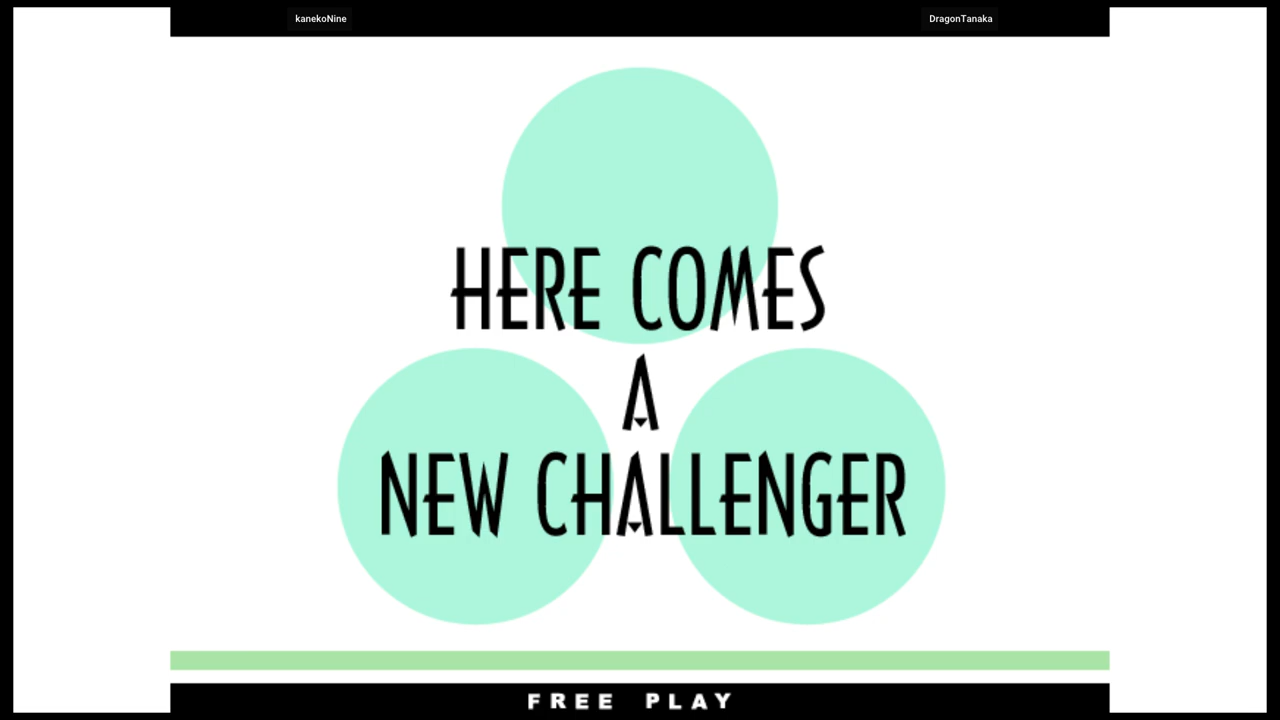 kanekoNine
DragonTanaka
HERE COMES
A
NEW CHALLENGER
FREE PLAY